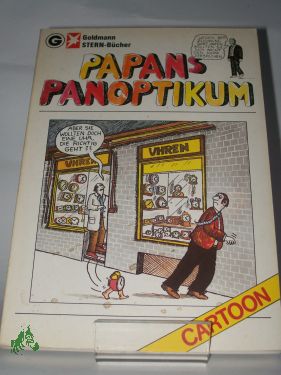 G
Goldmann
STERN-Bücher
PAPANs
PANOPTIKUM
ABER SIE
WOLLTEN DOCH
EINE UHR,
DIE RICHTIG
GEHT!!
UHREN
UHREN
CARTOON